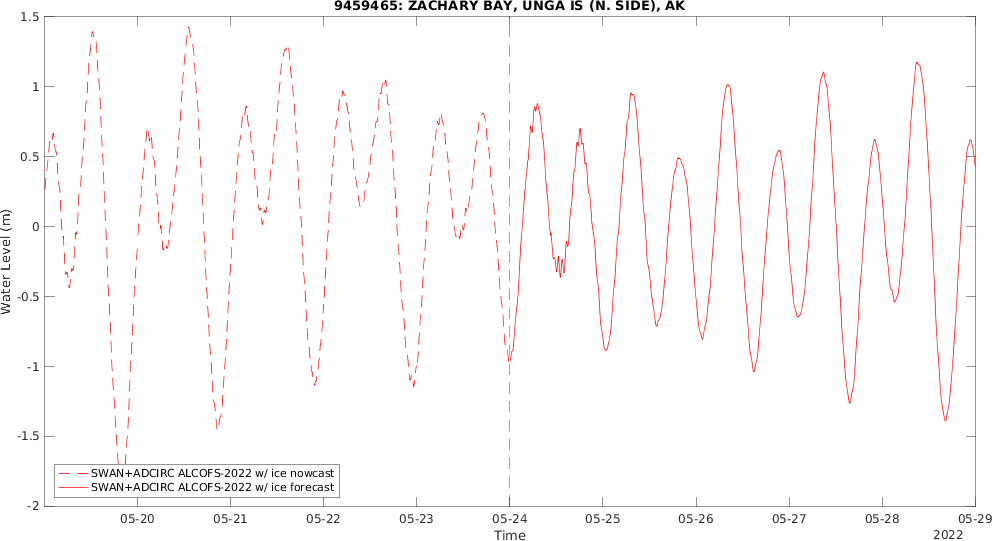 9459465: ZACHARY BAY, UNGA IS (N. SIDE), AK
1.5
1
0.5
0
-0.5
-1
-1.5
-2
Water Level (m)
SWAN+ADCIRC ALCOFS-2022 w/ ice nowcast
SWAN+ADCIRC ALCOFS-2022 w/ ice forecast
05-20 05-21 05-22 05-23 05-24 05-25 05-26 05-27 05-28 05-29
Time
2022